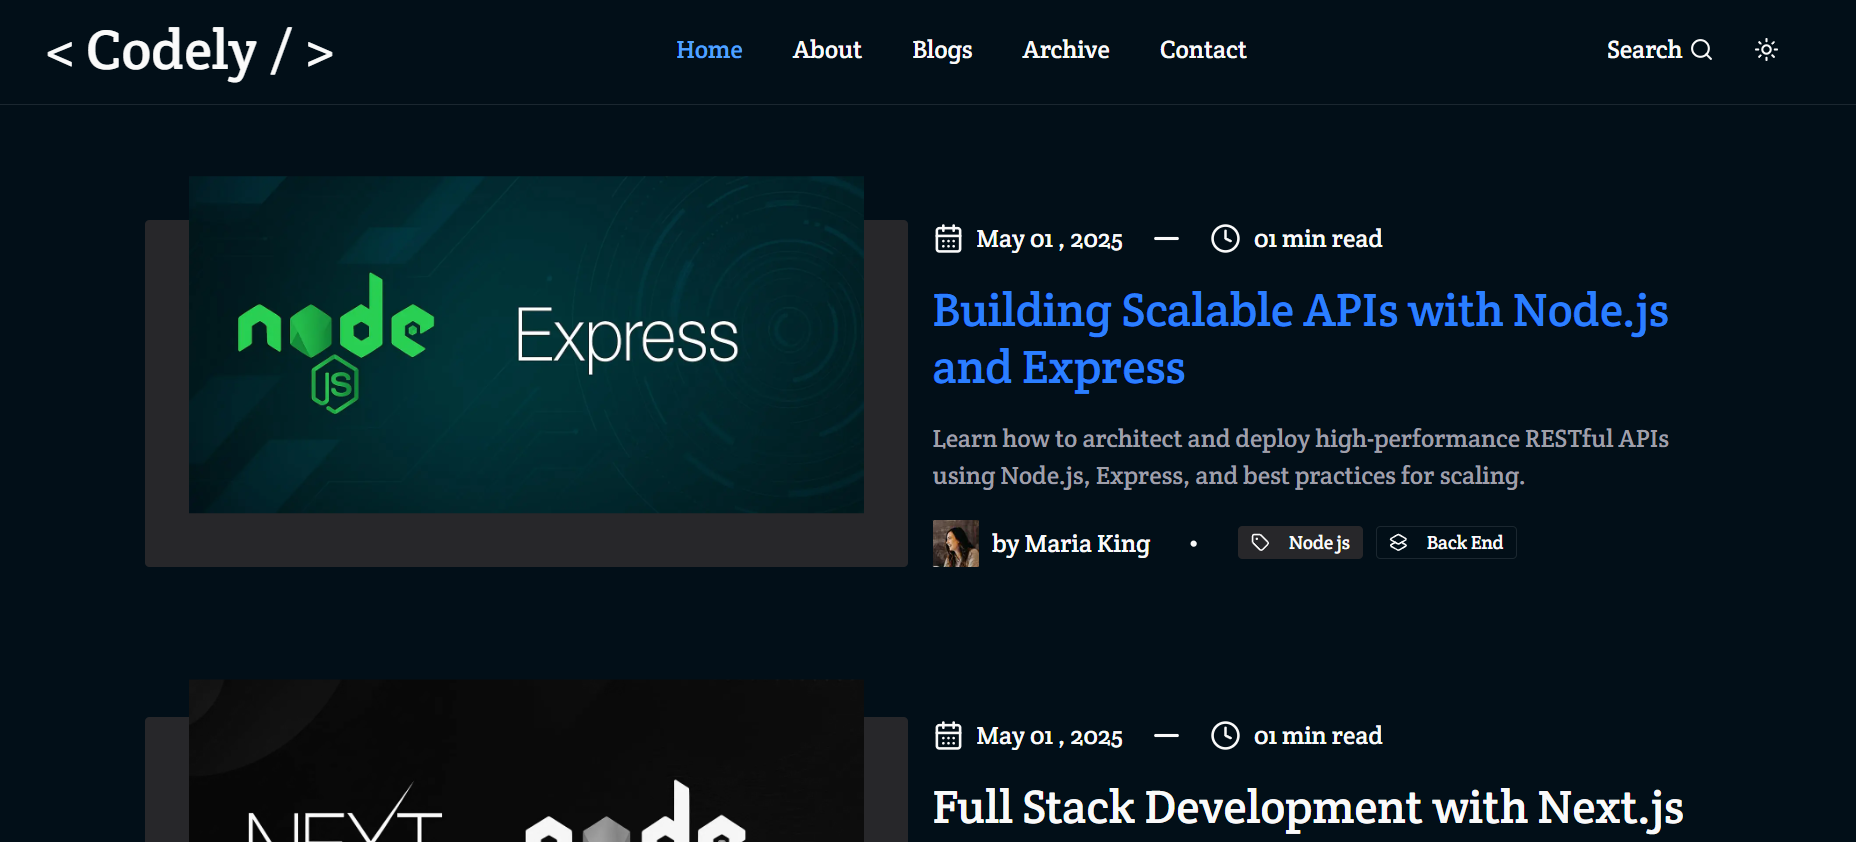 < Codely / >
Home About Blogs Archive Contact
Search
node
JS
Express
May 01 , 2025 — 01 min read
Building Scalable APIs with Node.js
and Express
Learn how to architect and deploy high-performance RESTful APIs
using Node.js, Express, and best practices for scaling.
by Maria King • Node js Back End
NEXT node
May 01 , 2025 — 01 min read
Full Stack Development with Next.js